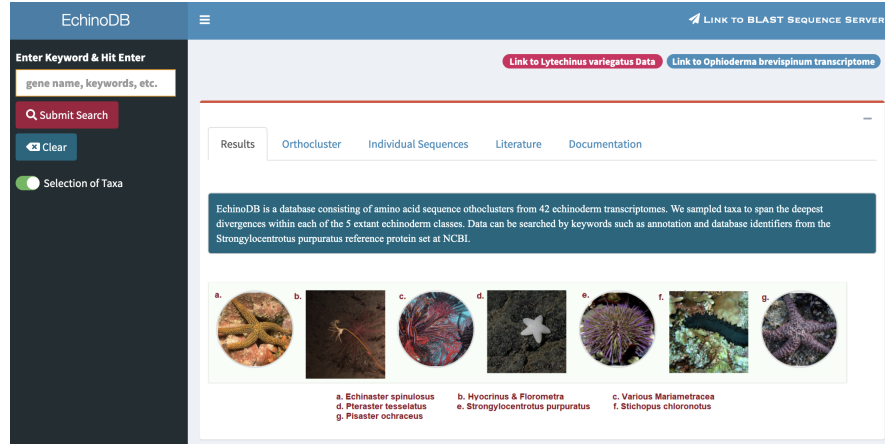 EchinoDB
LINK TO BLAST SEQUENCE SERVER
Enter Keyword & Hit Enter
gene name, keywords, etc.
Submit Search
Clear
Selection of Taxa
Link to Lytechinus variegatus Data
Link to Ophioderma brevispinum transcriptome
Results
Orthocluster
Individual Sequences
Literature
Documentation
EchinoDB is a database consisting of amino acid sequence othoclusters from 42 echinoderm transcriptomes. We sampled taxa to span the deepest
divergences within each of the 5 extant echinoderm classes. Data can be searched by keywords such as annotation and database identifiers from the
Strongylocentrotus purpuratus reference protein set at NCBI.
a.
b.
c.
d.
e.
f.
g.
a. Echinaster spinulosus
b. Hyocrinus & Florometra
c. Various Mariametracea
d. Pteraster tesselatus
e. Strongylocentrotus purpuratus
f. Stichopus chloronotus
g. Pisaster ochraceus